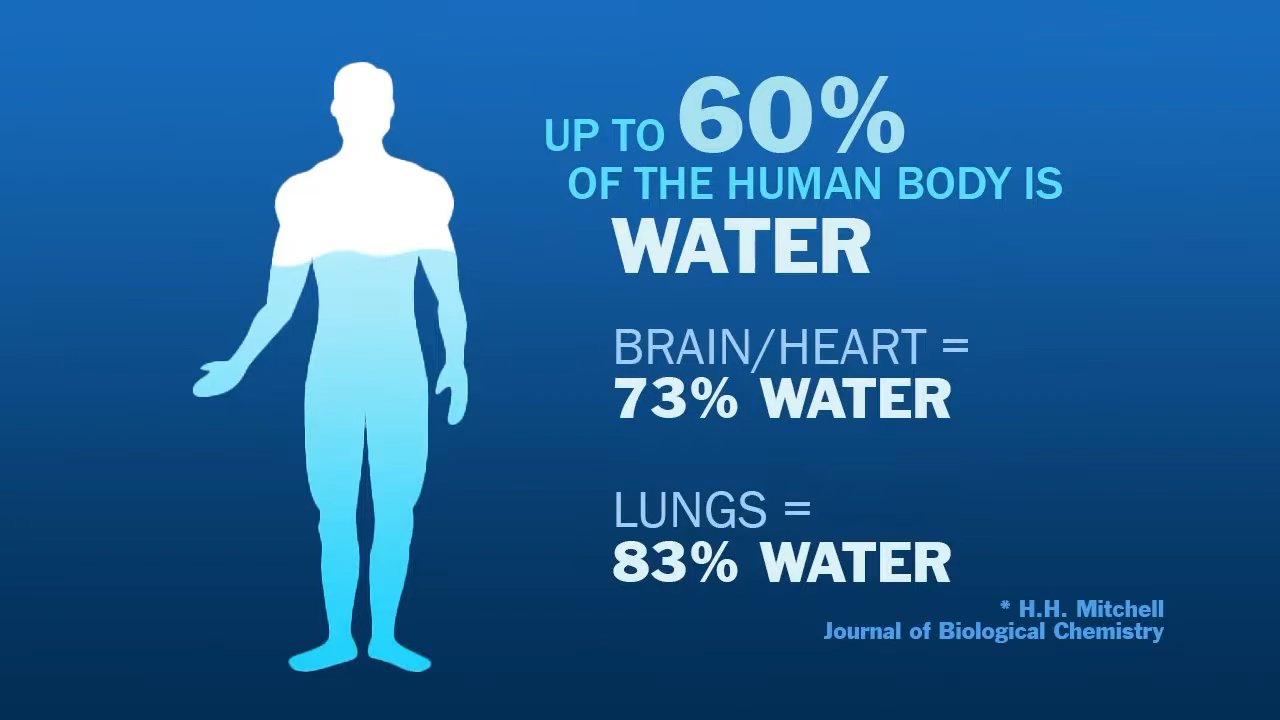 UP TO 60%
OF THE HUMAN BODY IS
WATER
BRAIN/HEART =
73% WATER
LUNGS =
83% WATER
* H.H. Mitchell
Journal of Biological Chemistry